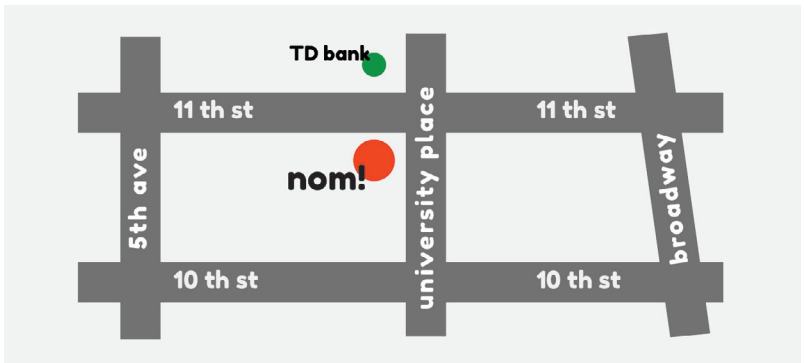 TD bank
11 th st
11 th st
nom!
5th ave
university place
broadway
10 th st
10 th st